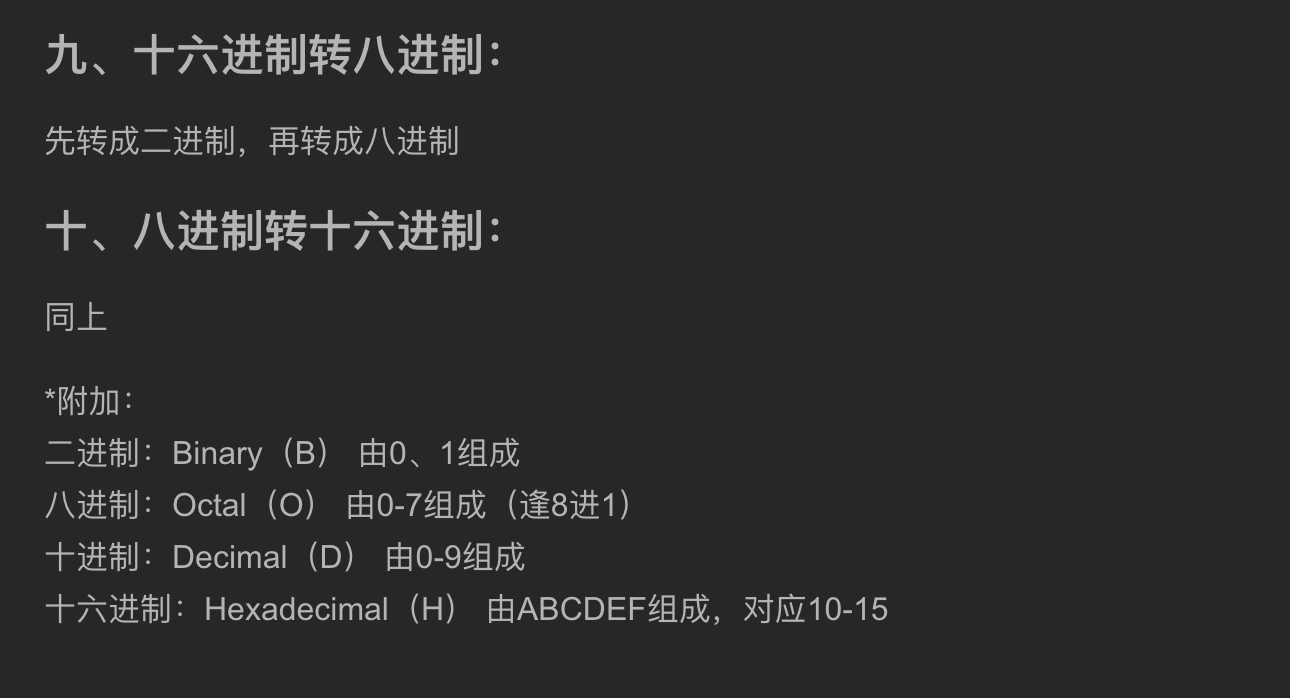 九、十六进制转八进制：
先转成二进制，再转成八进制
十、八进制转十六进制：
同上
*附加：
二进制：Binary（B） 由0、1组成
八进制：Octal（O） 由0-7组成（逢8进1）
十进制：Decimal（D） 由0-9组成
十六进制：Hexadecimal（H） 由ABCDEF组成，对应10-15